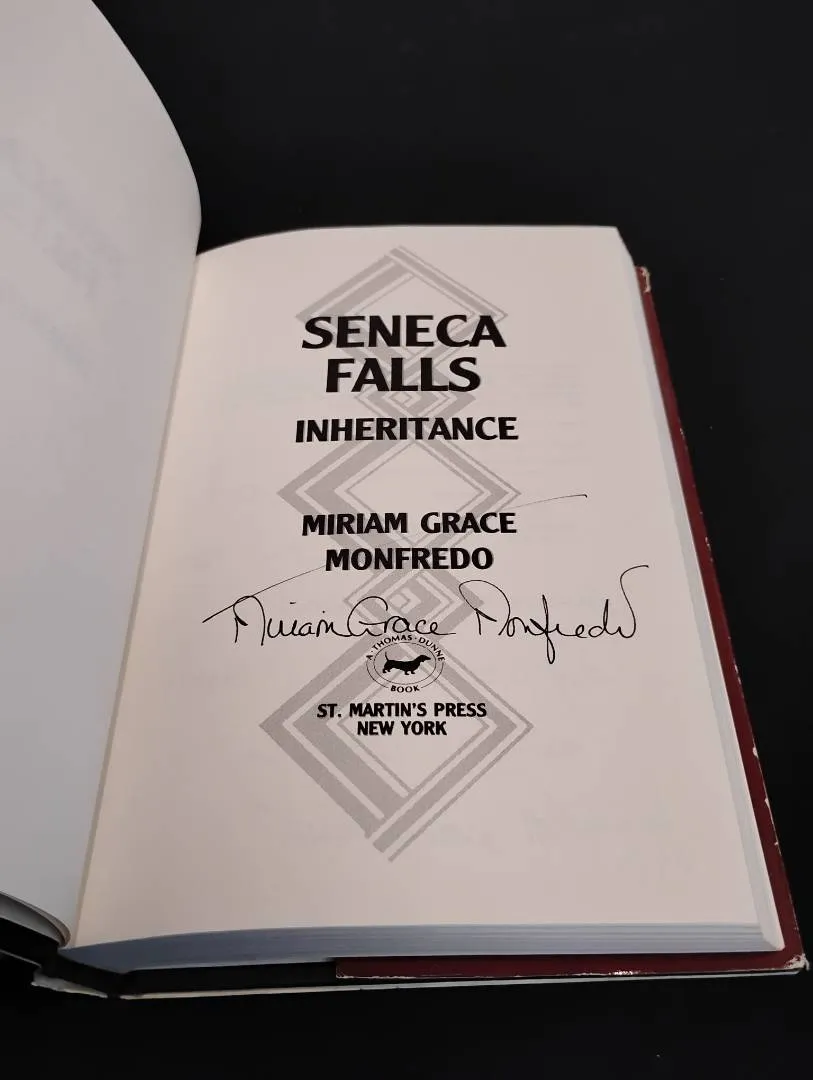 SENECA
FALLS
INHERITANCE
MIRIAM GRACE
MONFREDO
Miriam Grace Monfredo
A · THOMAS · DUNNE
BOOK
ST. MARTIN'S PRESS
NEW YORK